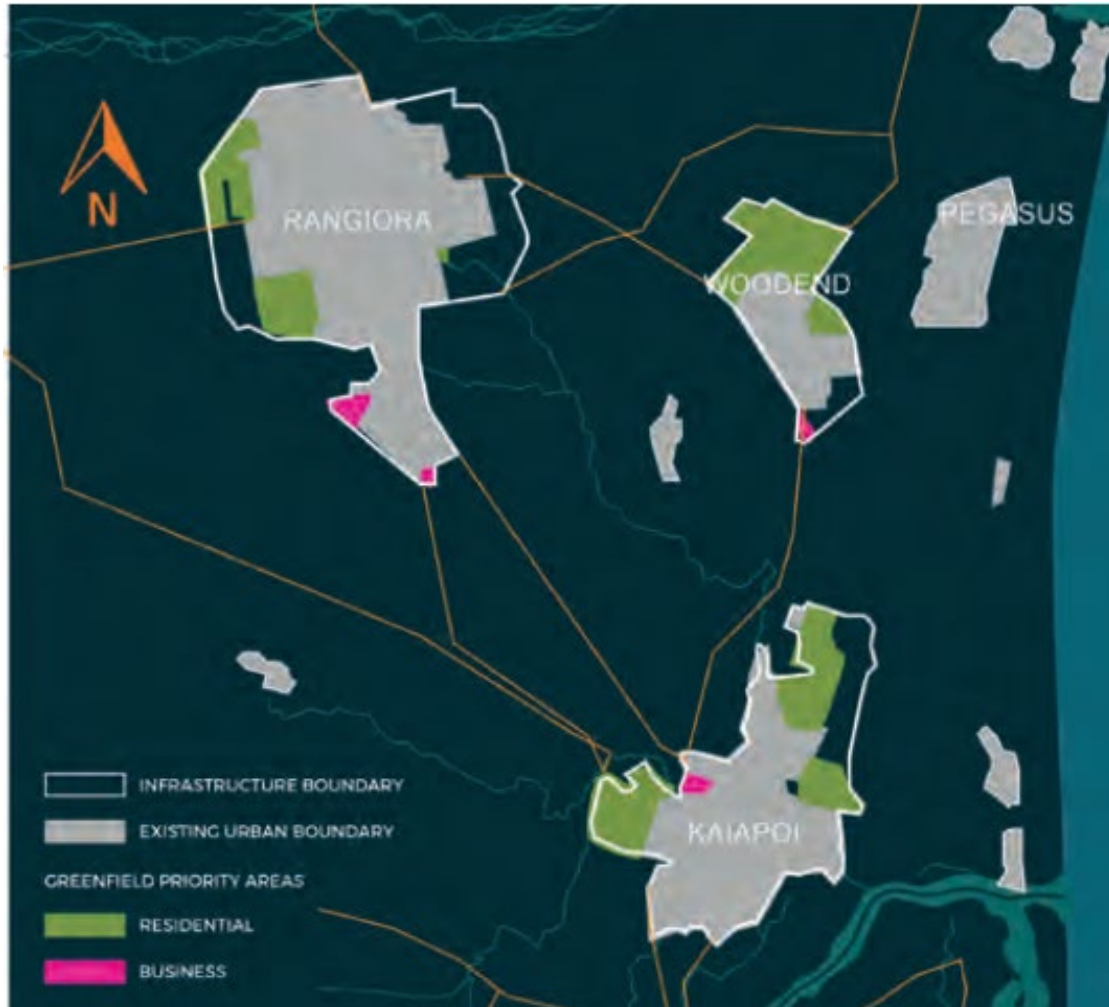 N
RANGIORA
PEGASUS
WOODEND
KAIAPOI
INFRASTRUCTURE BOUNDARY
EXISTING URBAN BOUNDARY
GREENFIELD PRIORITY AREAS
RESIDENTIAL
BUSINESS